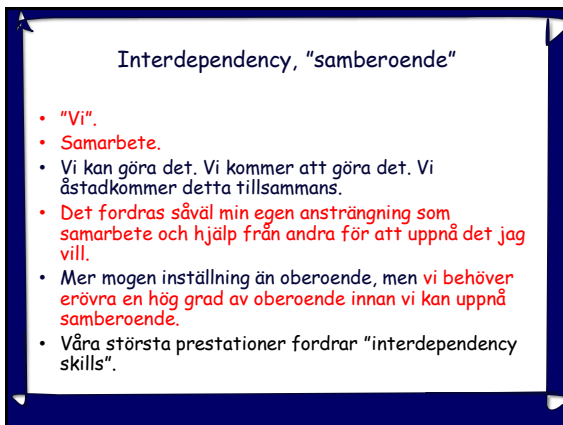 Interdependency, ”samberoende”
• ”Vi”.
• Samarbete.
• Vi kan göra det. Vi kommer att göra det. Vi
åstadkommer detta tillsammans.
• Det fordras såväl min egen ansträngning som
samarbete och hjälp från andra för att uppnå det jag
vill.
• Mer mogen inställning än oberoende, men vi behöver
erövra en hög grad av oberoende innan vi kan uppnå
samberoende.
• Våra största prestationer fordrar ”interdependency
skills”.